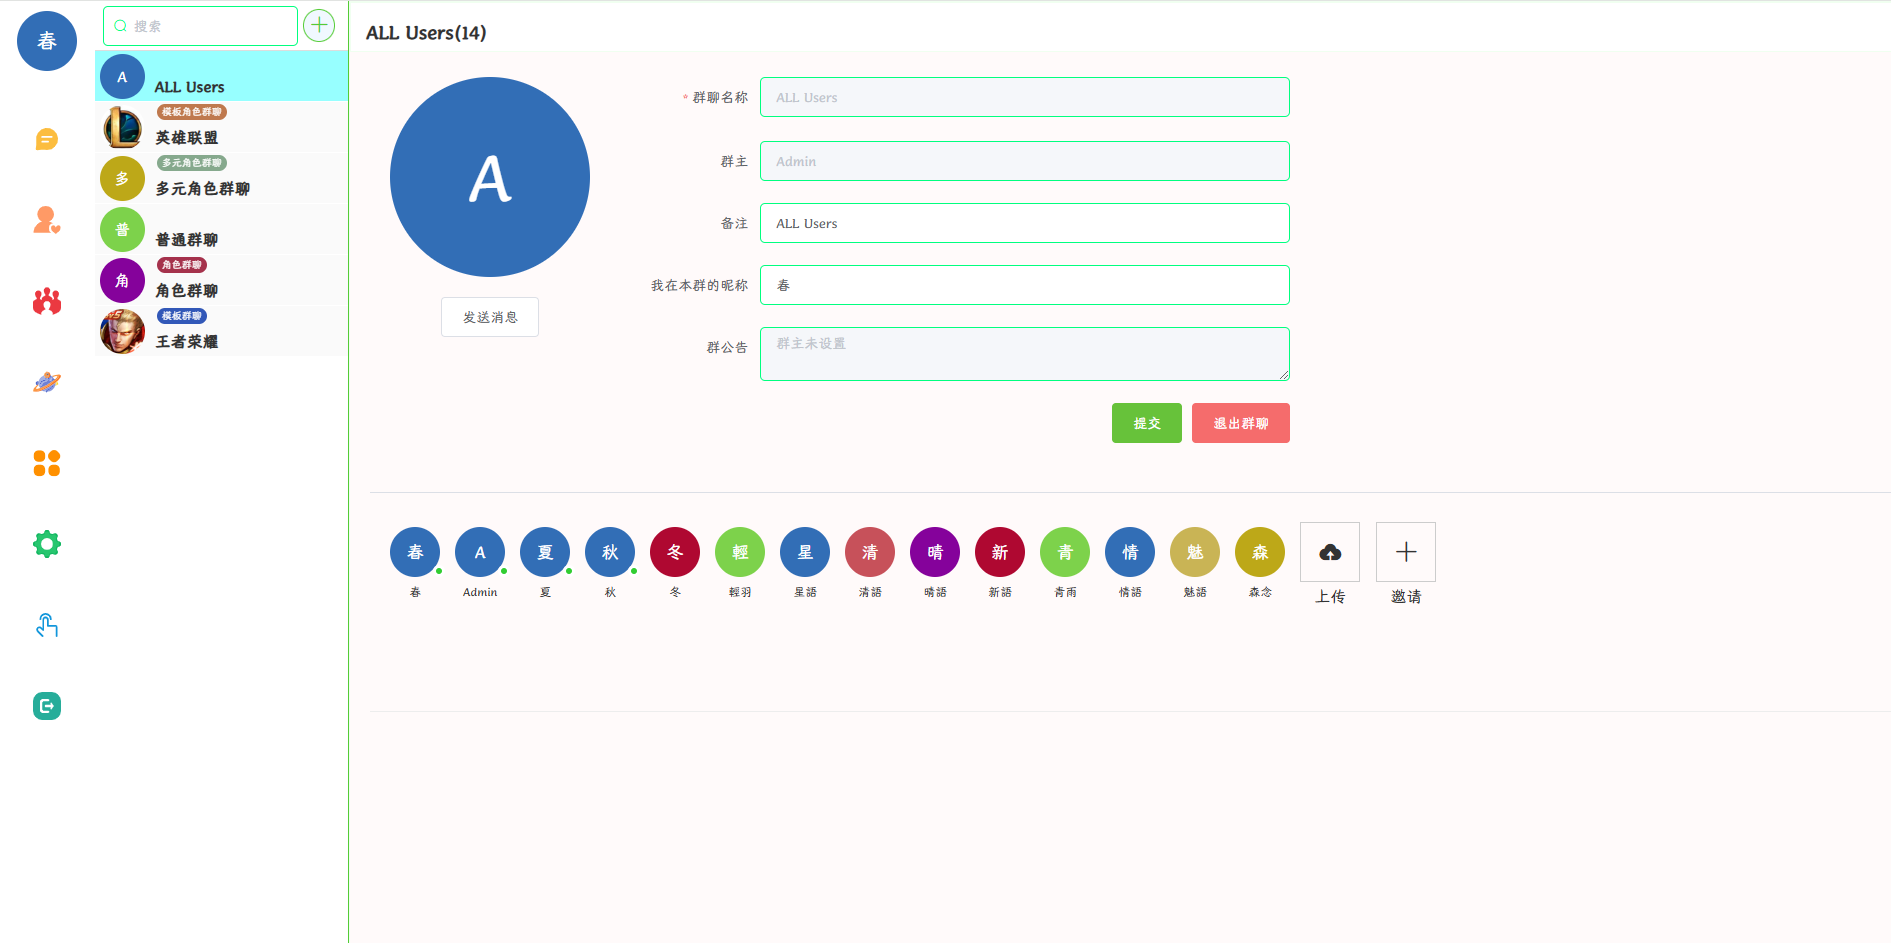 春
搜索
A
ALL Users
模板角色群聊
英雄联盟
多
多元角色群聊
多元角色群聊
普
普通群聊
角
角色群聊
角色群聊
模板群聊
王者荣耀
ALL Users(14)
A
发送消息
* 群聊名称
ALL Users
群主
Admin
备注
ALL Users
我在本群的昵称
春
群公告
群主未设置
提交
退出群聊
春 A 夏 秋 冬 輕 星 清 晴 新 青 情 魅 森
春 Admin 夏 秋 冬 輕羽 星語 清語 晴語 新語 青雨 情語 魅語 森念 上传 邀请